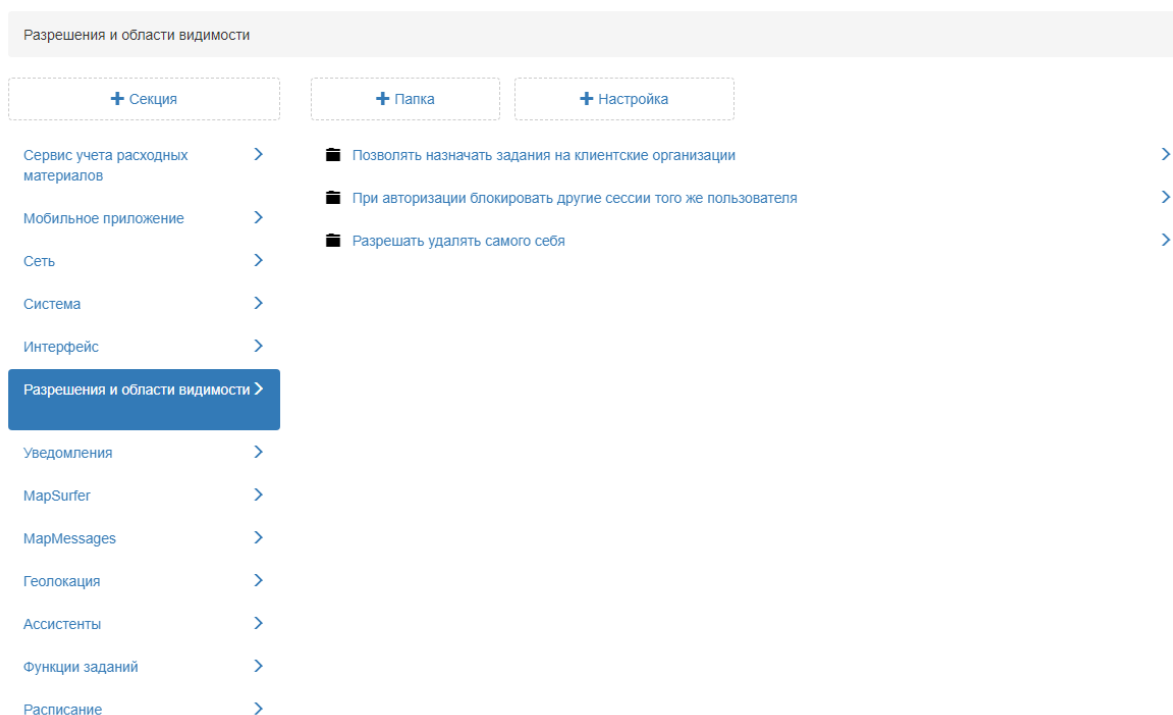 Разрешения и области видимости
+ Секция
+ Папка
+ Настройка
Сервис учета расходных
материалов
Мобильное приложение
Сеть
Система
Интерфейс
Разрешения и области видимости
Уведомления
MapSurfer
MapMessages
Геолокация
Ассистенты
Функции заданий
Расписание
Позволять назначать задания на клиентские организации
При авторизации блокировать другие сессии того же пользователя
Разрешать удалять самого себя